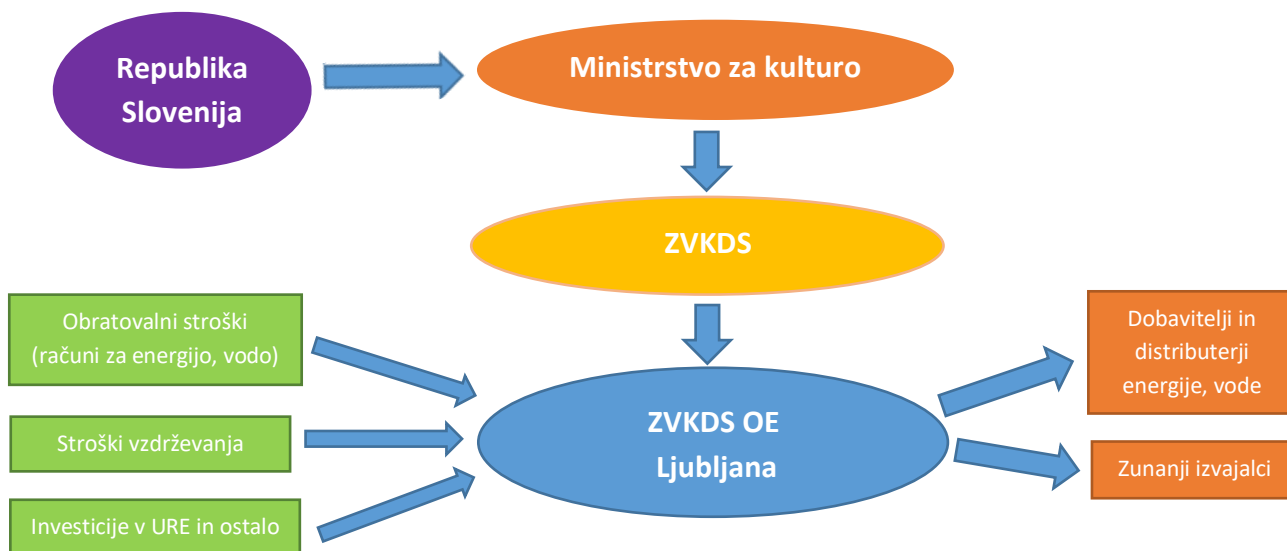 Republika
Slovenija
Ministrstvo za kulturo
ZVKDS
Obratovalni stroški
(računi za energijo, vodo)
Stroški vzdrževanja
Investicije v URE in ostalo
ZVKDS OE
Ljubljana
Dobavitelji in
distributerji
energije, vode
Zunanji izvajalci